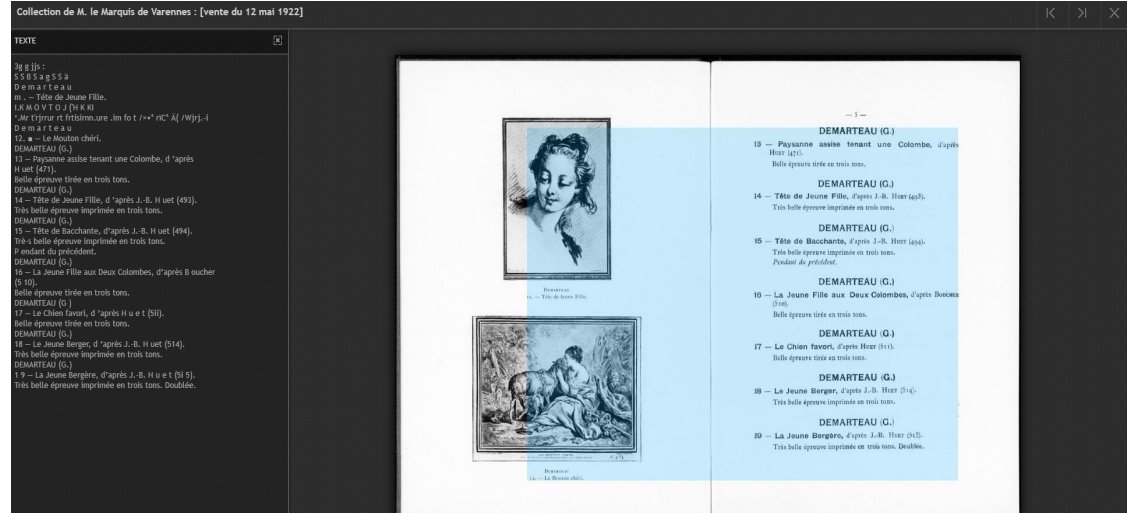 Collection de M. le Marquis de Varennes : [vente du 12 mai 1922]
TEXTE
3g g jjs :
S S B S a g S S ä
D e m a r t e a u
m . — Téte de Jeune Fille.
I.K M O V T O J [H K KI
D e m a r t e a u
12. ■ — Le Mouton chéri.
DEMARTEAU (G.)
13 — Paysanne assise tenant une Colombe, d 'après
H uet (471).
Belle épreuve tirée en trois tons.
DEMARTEAU (G.)
14 — Tête de Jeune Fille, d 'après J.-B. H uet (493).
Très belle épreuve imprimée en trois tons.
DEMARTEAU (G.)
15 — Tête de Bacchante, d'après J.-B. H uet (494).
Trè-s belle épreuve imprimée en trois tons.
P endant du précédent.
DEMARTEAU (G.)
16 — La Jeune Fille aux Deux Colombes, d'après B oucher
(5 10).
Belle épreuve tirée en trois tons.
DEMARTEAU (G )
17 — Le Chien favori, d 'après H u e t (5ii).
Belle épreuve tirée en trois tons.
DEMARTEAU (G.)
18 — Le Jeune Berger, d 'après J.-B. H uet (514).
Très belle épreuve imprimée en trois tons.
DEMARTEAU (G.)
1 9 — La Jeune Bergère, d'après J.-B. H u e t (5i 5).
Très belle épreuve imprimée en trois tons. Doublée.
Demarteau
— Tête de Jeune Fille.
Demarteau
— Le Mouton chéri.
— 5 —
DEMARTEAU (G.)
13 — Paysanne assise tenant une Colombe, d'après
Huet (471).
Belle épreuve tirée en trois tons.
DEMARTEAU (G.)
14 — Tête de Jeune Fille, d'après J.-B. Huet (493).
Très belle épreuve imprimée en trois tons.
DEMARTEAU (G.)
15 — Tête de Bacchante, d'après J.-B. Huet (494).
Très belle épreuve imprimée en trois tons.
Pendant du précédent.
DEMARTEAU (G.)
16 — La Jeune Fille aux Deux Colombes, d'après Boucher
(510).
Belle épreuve tirée en trois tons.
DEMARTEAU (G.)
17 — Le Chien favori, d'après Huet (511).
Belle épreuve tirée en trois tons.
DEMARTEAU (G.)
18 — Le Jeune Berger, d'après J.-B. Huet (514).
Très belle épreuve imprimée en trois tons.
DEMARTEAU (G.)
19 — La Jeune Bergère, d'après J.-B. Huet (515).
Très belle épreuve imprimée en trois tons. Doublée.